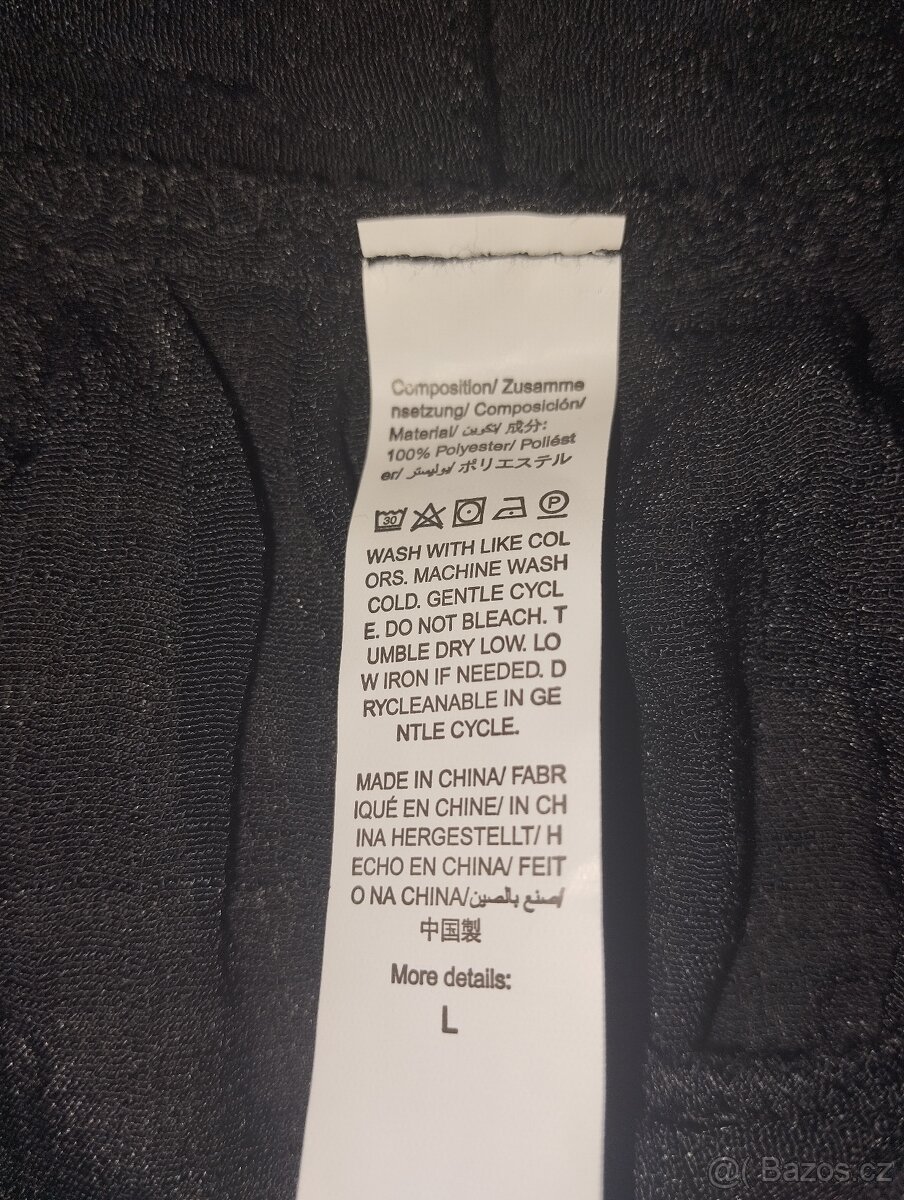 Composition/ Zusamme
nsetzung/ Composición/
Material/ تكوين/ 成分:
100% Polyester/ Poliést
er/ بوليستر/ ポリエステル
30 P
WASH WITH LIKE COL
ORS. MACHINE WASH
COLD. GENTLE CYCL
E. DO NOT BLEACH. T
UMBLE DRY LOW. LO
W IRON IF NEEDED. D
RYCLEANABLE IN GE
NTLE CYCLE.
MADE IN CHINA/ FABR
IQUÉ EN CHINE/ IN CH
INA HERGESTELLT/ H
ECHO EN CHINA/ FEIT
O NA CHINA/صنع بالصين/
中国製
More details:
L
@( Bazos.cz